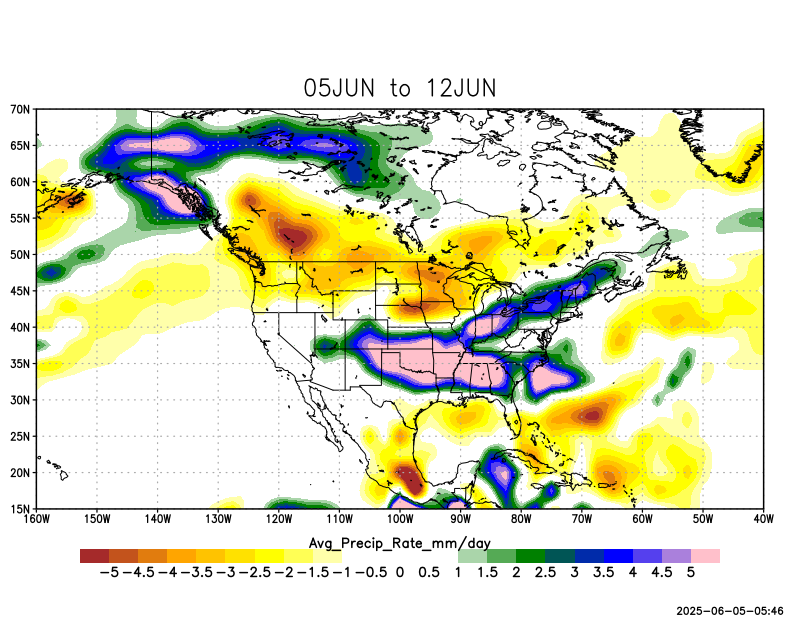 05JUN to 12JUN
70N
65N
60N
55N
50N
45N
40N
35N
30N
25N
20N
15N
160W 150W 140W 130W 120W 110W 100W 90W 80W 70W 60W 50W 40W
Avg_Precip_Rate_mm/day
-5 -4.5 -4 -3.5 -3 -2.5 -2 -1.5 -1 -0.5 0 0.5 1 1.5 2 2.5 3 3.5 4 4.5 5
2025-06-05-05:46